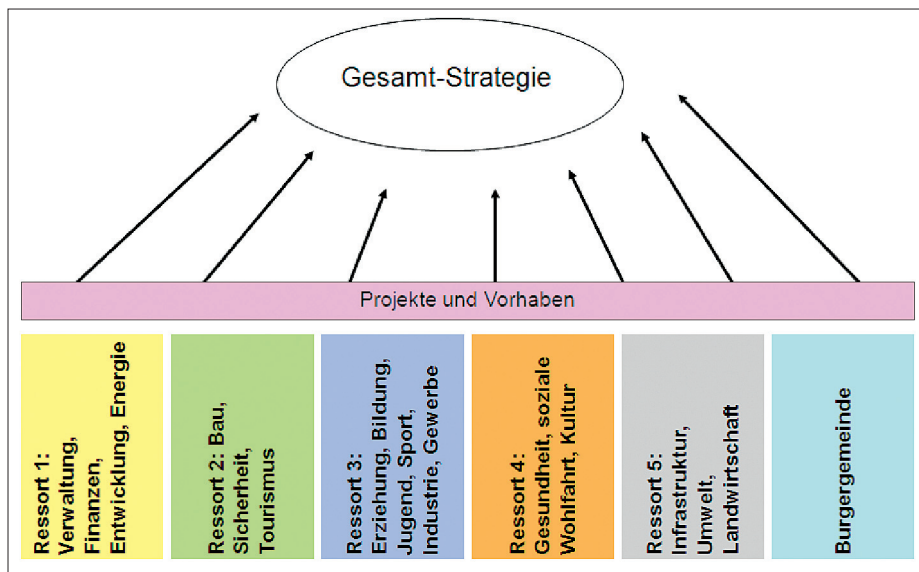 Gesamt-Strategie
Projekte und Vorhaben
Ressort 1:
Verwaltung,
Finanzen,
Entwicklung, Energie
Ressort 2: Bau,
Sicherheit,
Tourismus
Ressort 3:
Erziehung, Bildung,
Jugend, Sport,
Industrie, Gewerbe
Ressort 4:
Gesundheit, soziale
Wohlfahrt, Kultur
Ressort 5:
Infrastruktur,
Umwelt,
Landwirtschaft
Burgergemeinde